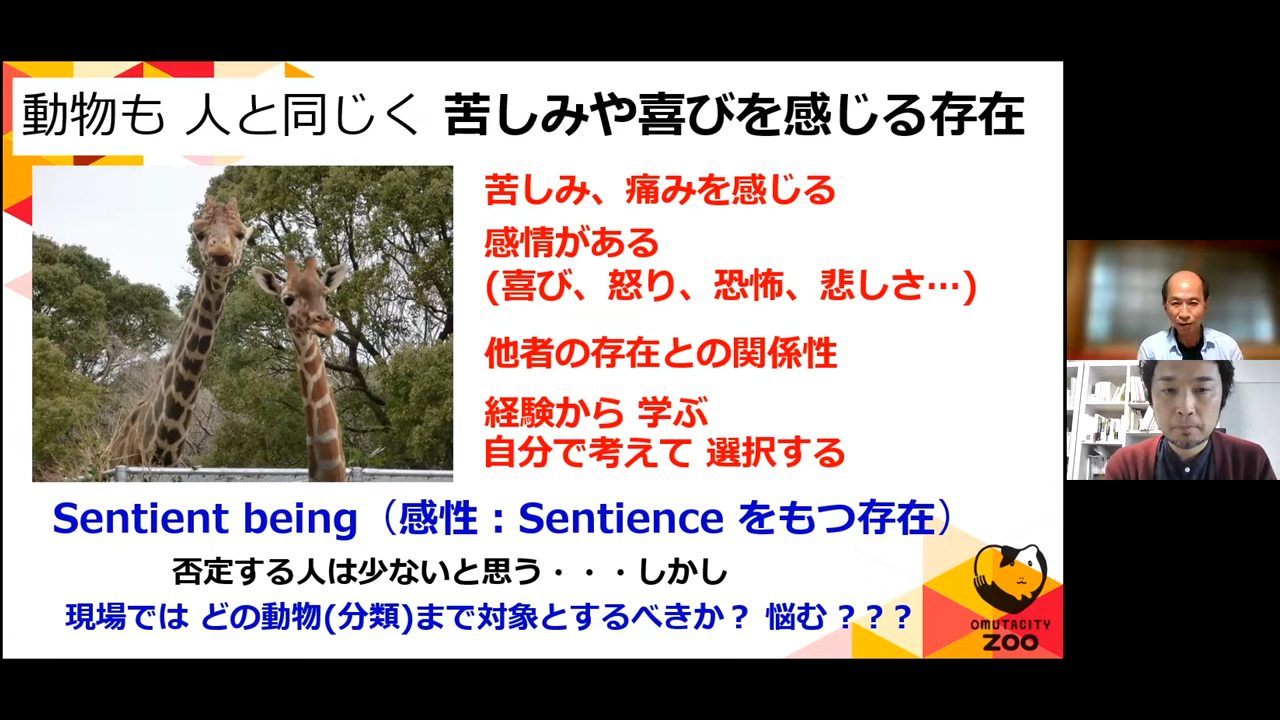 動物も 人と同じく 苦しみや喜びを感じる存在
苦しみ、痛みを感じる
感情がある
(喜び、怒り、恐怖、悲しさ…)
他者の存在との関係性
経験から 学ぶ
自分で考えて 選択する
Sentient being（感性：Sentience をもつ存在）
否定する人は少ないと思う・・・しかし
現場では どの動物(分類)まで対象とするべきか？ 悩む？？？
OMUTACITY
ZOO